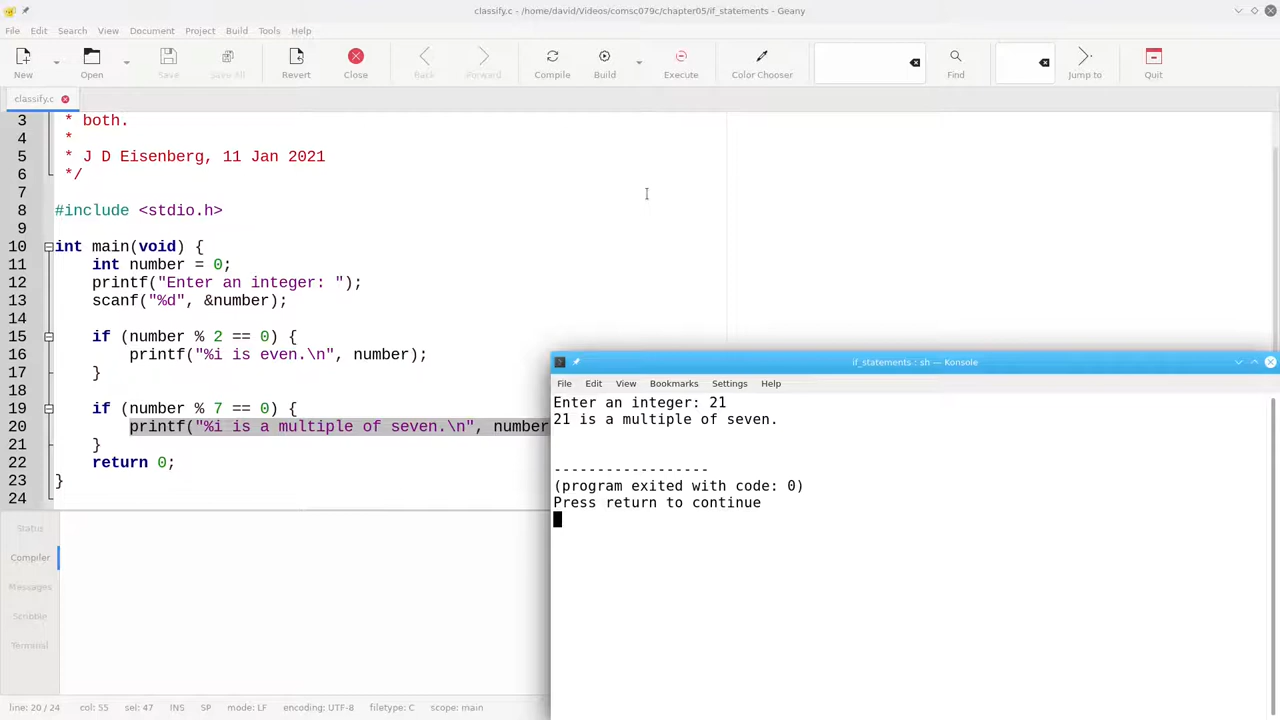 classify.c - /home/david/Videos/comsc079c/chapter05/if_statements - Geany
File Edit Search View Document Project Build Tools Help
New Open Save Save All Revert Close Back Forward Compile Build Execute Color Chooser Find Jump to Quit
classify.c
3 * both.
4 *
5 * J D Eisenberg, 11 Jan 2021
6 */
7
8 #include <stdio.h>
9
10 int main(void) {
11 int number = 0;
12 printf("Enter an integer: ");
13 scanf("%d", &number);
14
15 if (number % 2 == 0) {
16 printf("%i is even.\n", number);
17 }
18
19 if (number % 7 == 0) {
20 printf("%i is a multiple of seven.\n", number
21 }
22 return 0;
23 }
24
if_statements : sh — Konsole
File Edit View Bookmarks Settings Help
Enter an integer: 21
21 is a multiple of seven.
------------------
(program exited with code: 0)
Press return to continue
Status
Compiler
Messages
Scribble
Terminal
line: 20 / 24 col: 55 sel: 47 INS SP mode: LF encoding: UTF-8 filetype: C scope: main